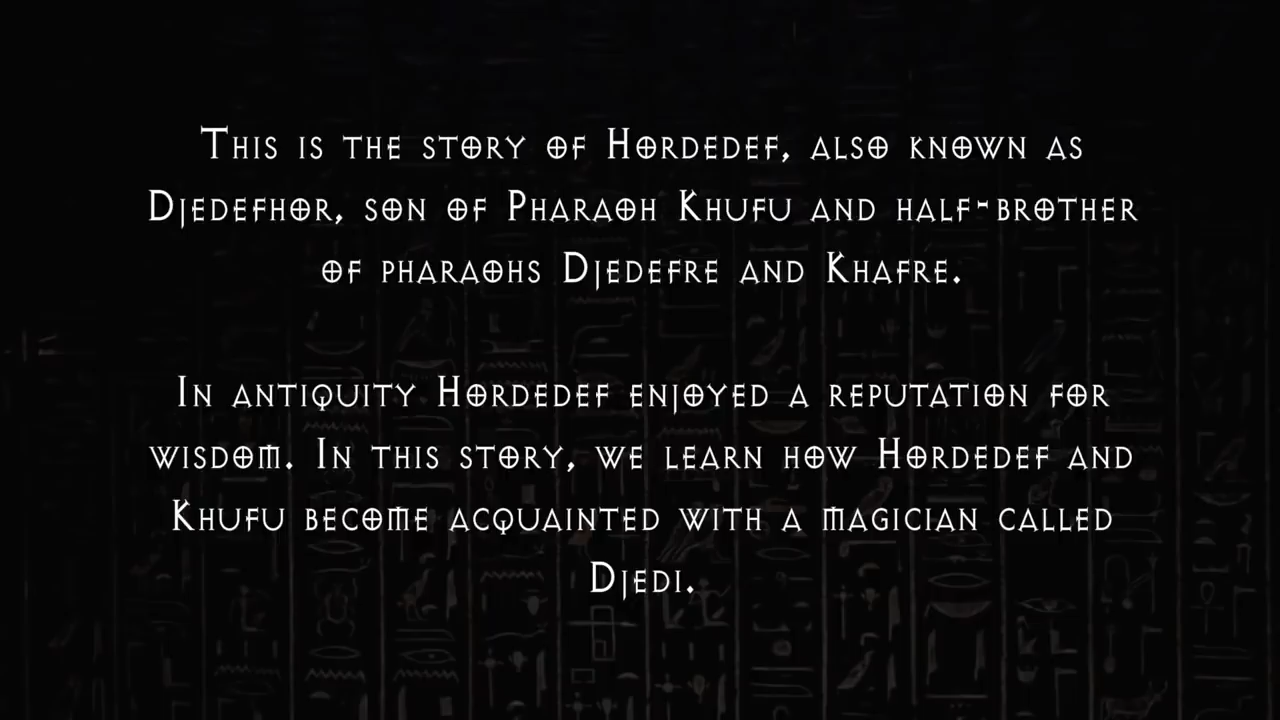 This is the story of Hordedef, also known as
Djedefhor, son of Pharaoh Khufu and half-brother
of pharaohs Djedefre and Khafre.
In antiquity Hordedef enjoyed a reputation for
wisdom. In this story, we learn how Hordedef and
Khufu become acquainted with a magician called
Djedi.